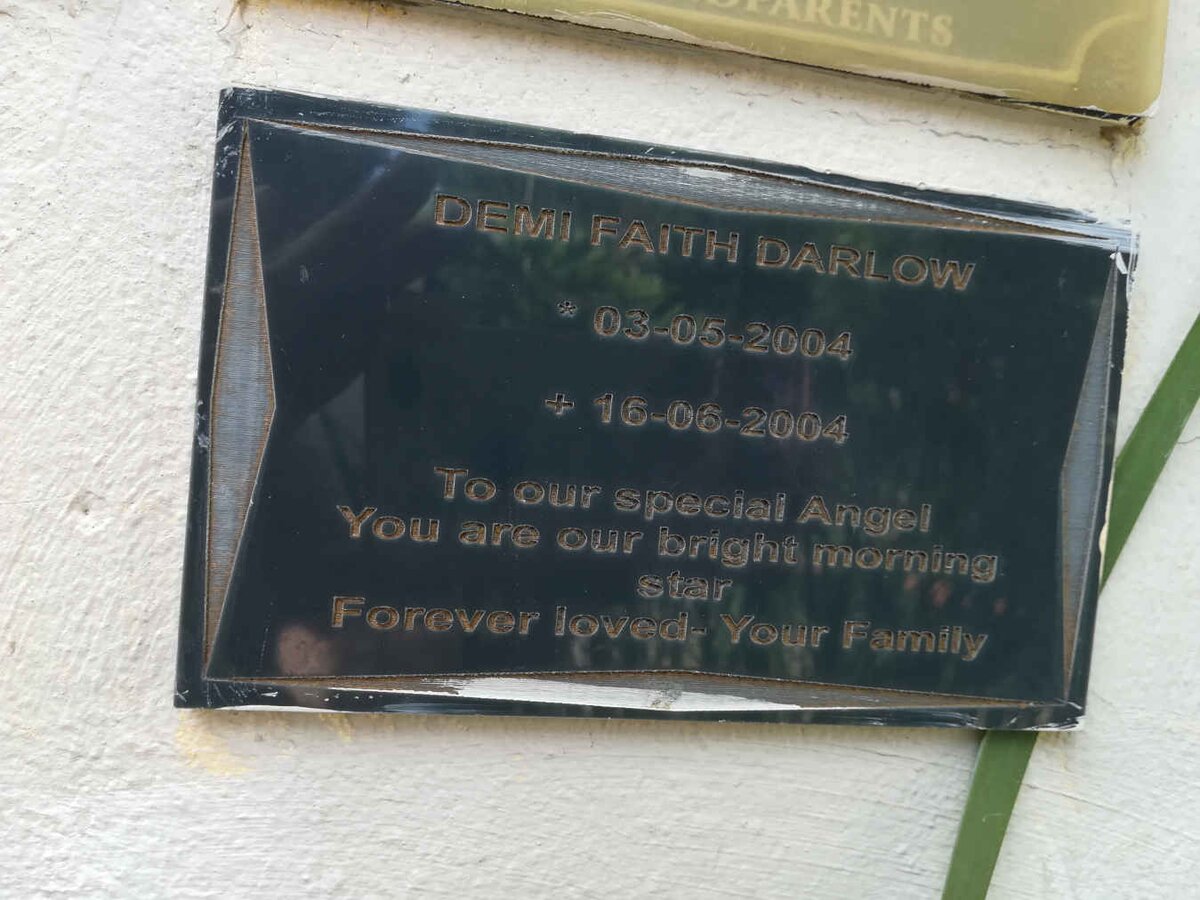 DEMI FAITH DARLOW
* 03-05-2004
+ 16-06-2004
To our special Angel
You are our bright morning
star
Forever loved- Your Family